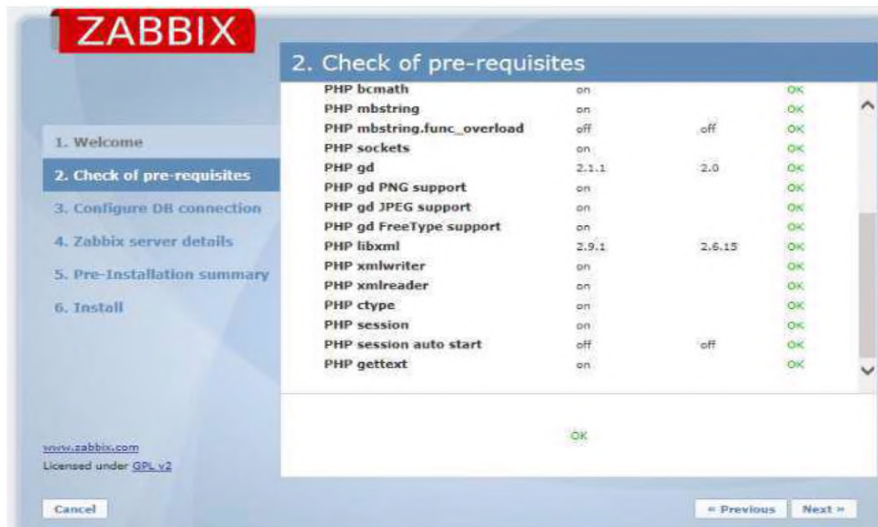 ZABBIX
2. Check of pre-requisites
1. Welcome
2. Check of pre-requisites
3. Configure DB connection
4. Zabbix server details
5. Pre-Installation summary
6. Install
PHP bcmath on OK
PHP mbstring on OK
PHP mbstring.func_overload off off OK
PHP sockets on OK
PHP gd 2.1.1 2.0 OK
PHP gd PNG support on OK
PHP gd JPEG support on OK
PHP gd FreeType support on OK
PHP libxml 2.9.1 2.6.15 OK
PHP xmlwriter on OK
PHP xmlreader on OK
PHP ctype on OK
PHP session on OK
PHP session auto start off off OK
PHP gettext on OK
OK
www.zabbix.com
Licensed under GPL v2
Cancel
« Previous
Next »